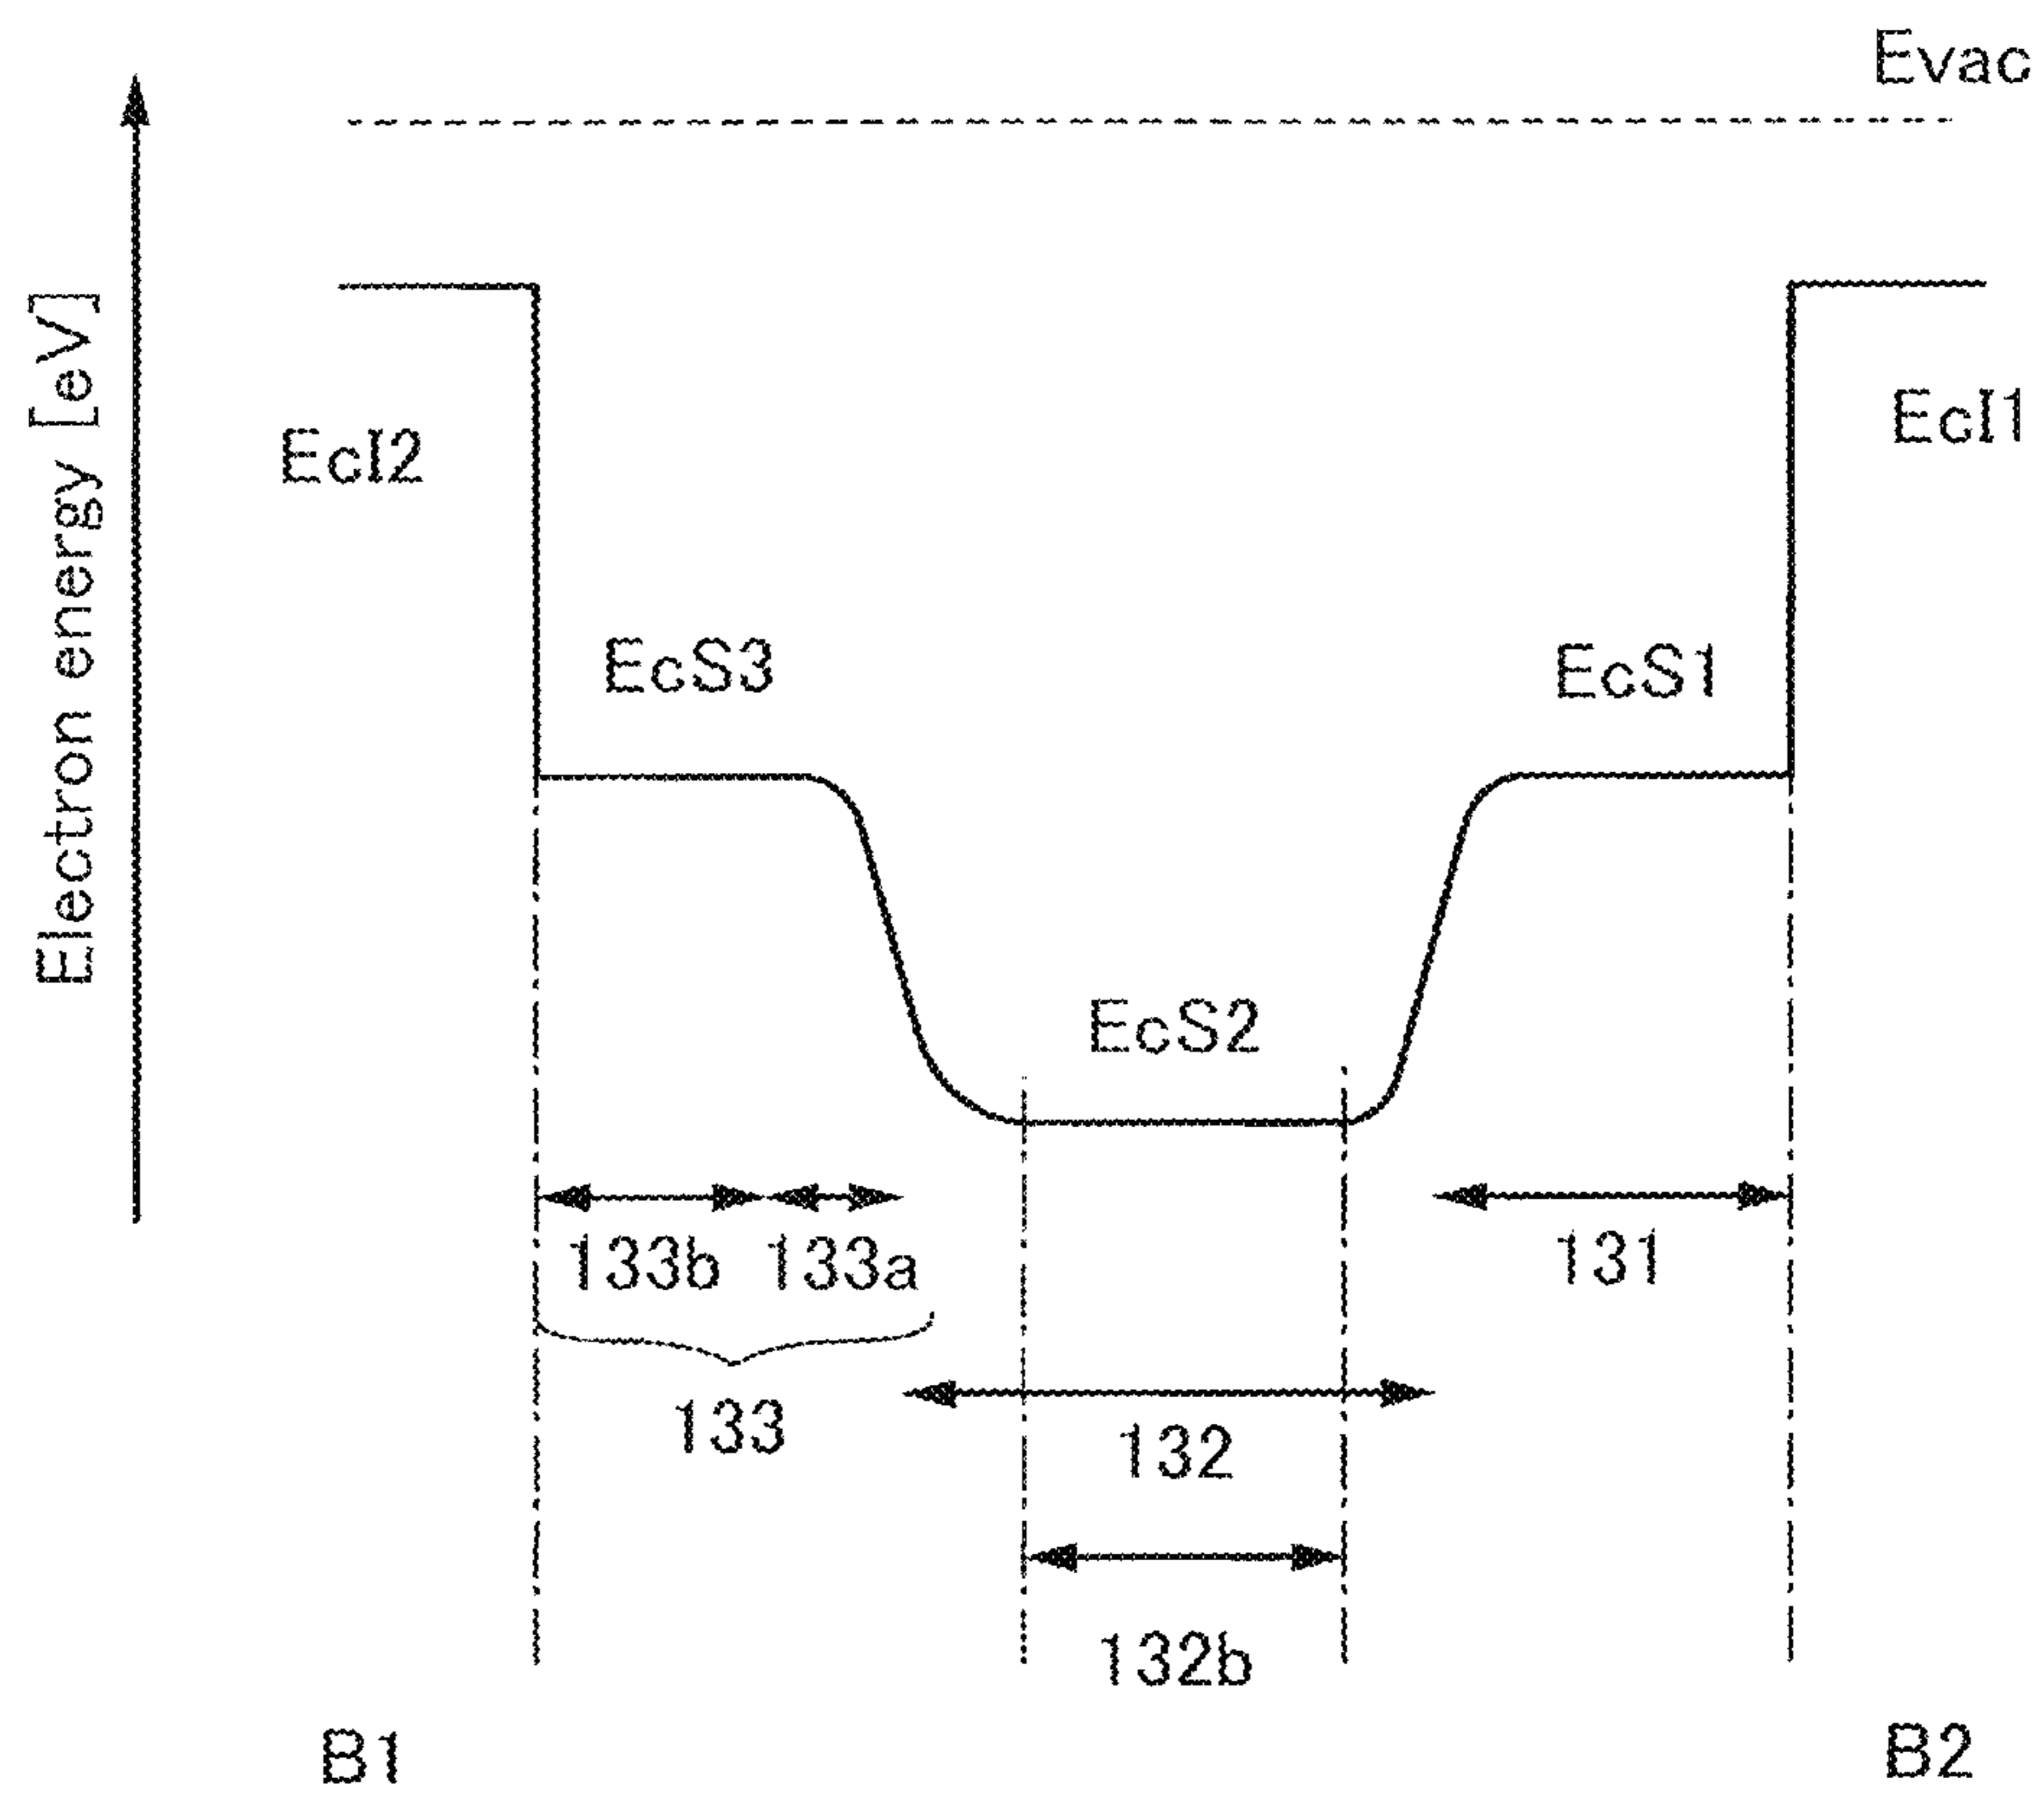 Evac
Electron energy [eV]
EcI2
EcI1
EcS3
EcS1
EcS2
133b
133a
131
133
132
132b
B1
B2